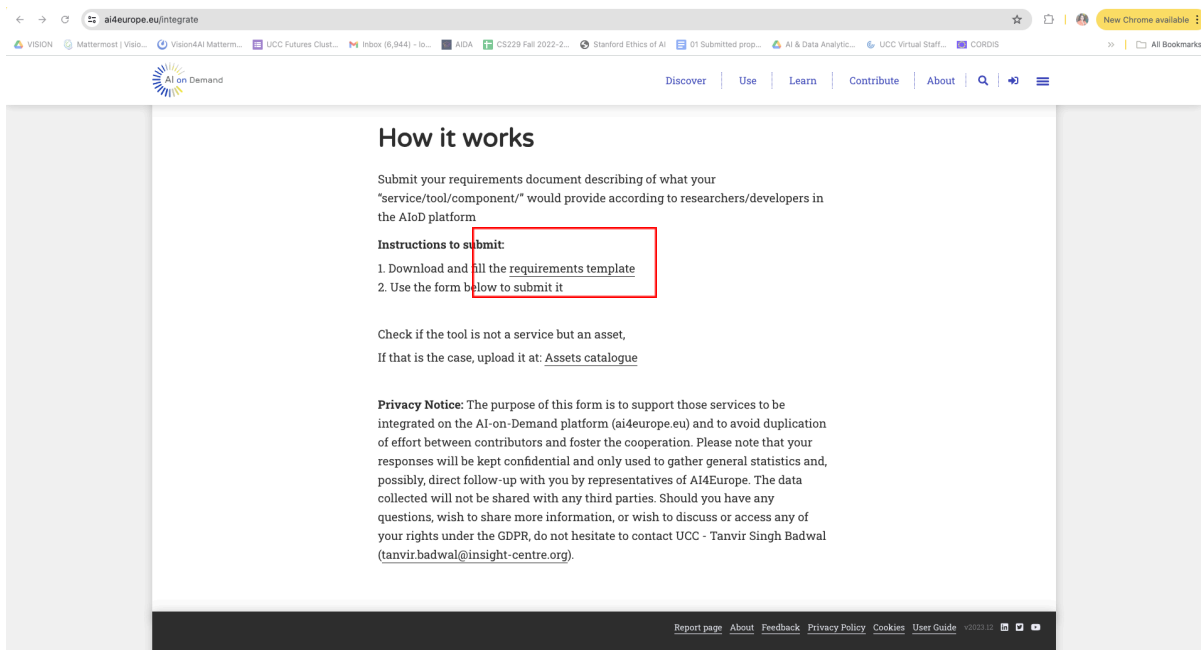 ai4europe.eu/integrate
New Chrome available
VISION
Mattermost | Visio...
Vision4AI Matterm...
UCC Futures Clust...
Inbox (6,944) - lo...
AIDA
CS229 Fall 2022-2...
Stanford Ethics of AI
01 Submitted prop...
AI & Data Analytic...
UCC Virtual Staff...
CORDIS
»
All Bookmarks
AI on Demand
Discover
Use
Learn
Contribute
About
How it works
Submit your requirements document describing of what your
“service/tool/component/” would provide according to researchers/developers in
the AIoD platform
Instructions to submit:
1. Download and fill the requirements template
2. Use the form below to submit it
Check if the tool is not a service but an asset,
If that is the case, upload it at: Assets catalogue
Privacy Notice: The purpose of this form is to support those services to be
integrated on the AI-on-Demand platform (ai4europe.eu) and to avoid duplication
of effort between contributors and foster the cooperation. Please note that your
responses will be kept confidential and only used to gather general statistics and,
possibly, direct follow-up with you by representatives of AI4Europe. The data
collected will not be shared with any third parties. Should you have any
questions, wish to share more information, or wish to discuss or access any of
your rights under the GDPR, do not hesitate to contact UCC - Tanvir Singh Badwal
(tanvir.badwal@insight-centre.org).
Report page About Feedback Privacy Policy Cookies User Guide v2023.12